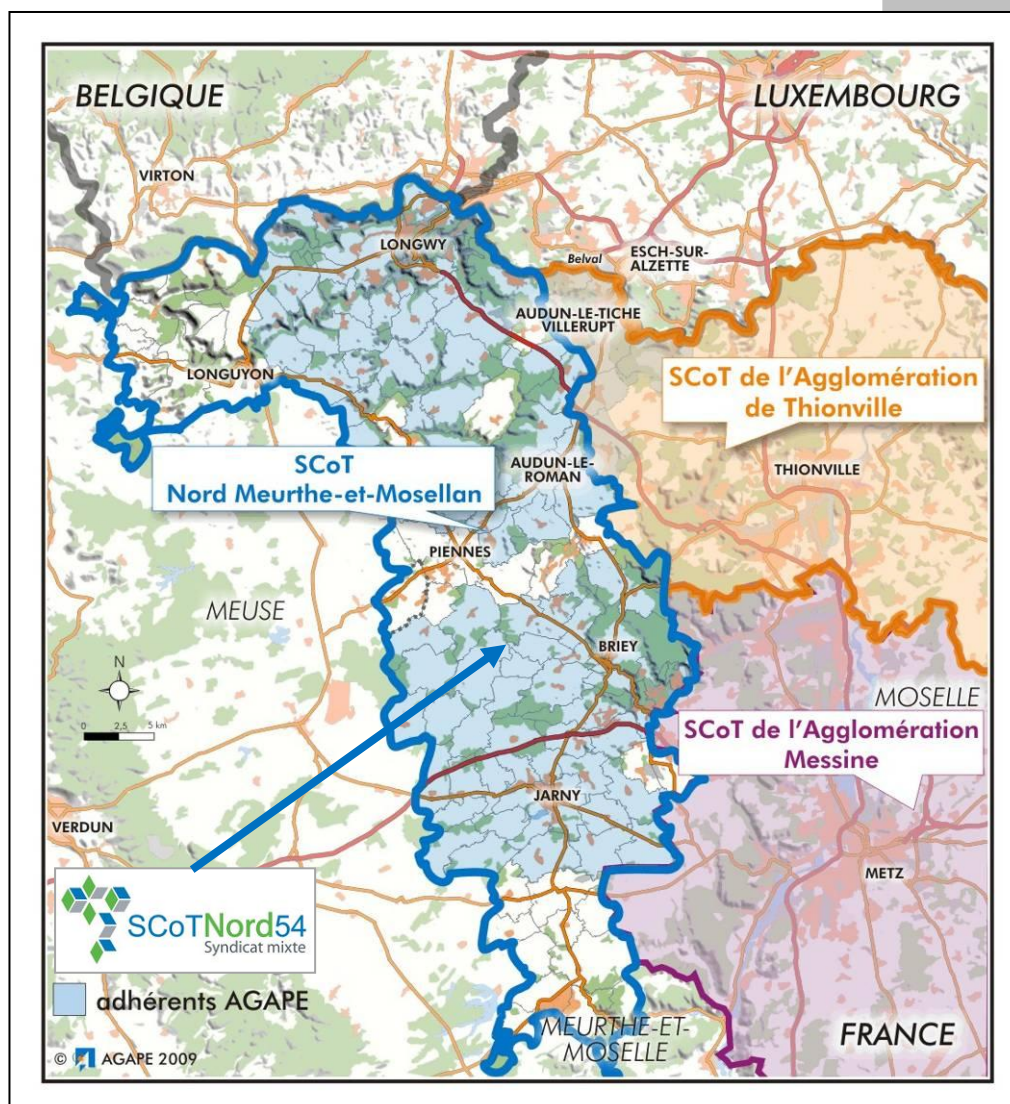 BELGIQUE
LUXEMBOURG
VIRTON
LONGWY
Belval
ESCH-SUR-
ALZETTE
AUDUN-LE-TICHE
VILLERUPT
LONGUYON
SCoT de l'Agglomération
de Thionville
SCoT
Nord Meurthe-et-Mosellan
AUDUN-LE-
ROMAN
THIONVILLE
PIENNES
MEUSE
BRIEY
N
0 2,5 5 km
MOSELLE
SCoT de l'Agglomération
Messine
JARNY
VERDUN
METZ
SCoTNord54
Syndicat mixte
adhérents AGAPE
MEURTHE-ET-
MOSELLE
FRANCE
© AGAPE 2009